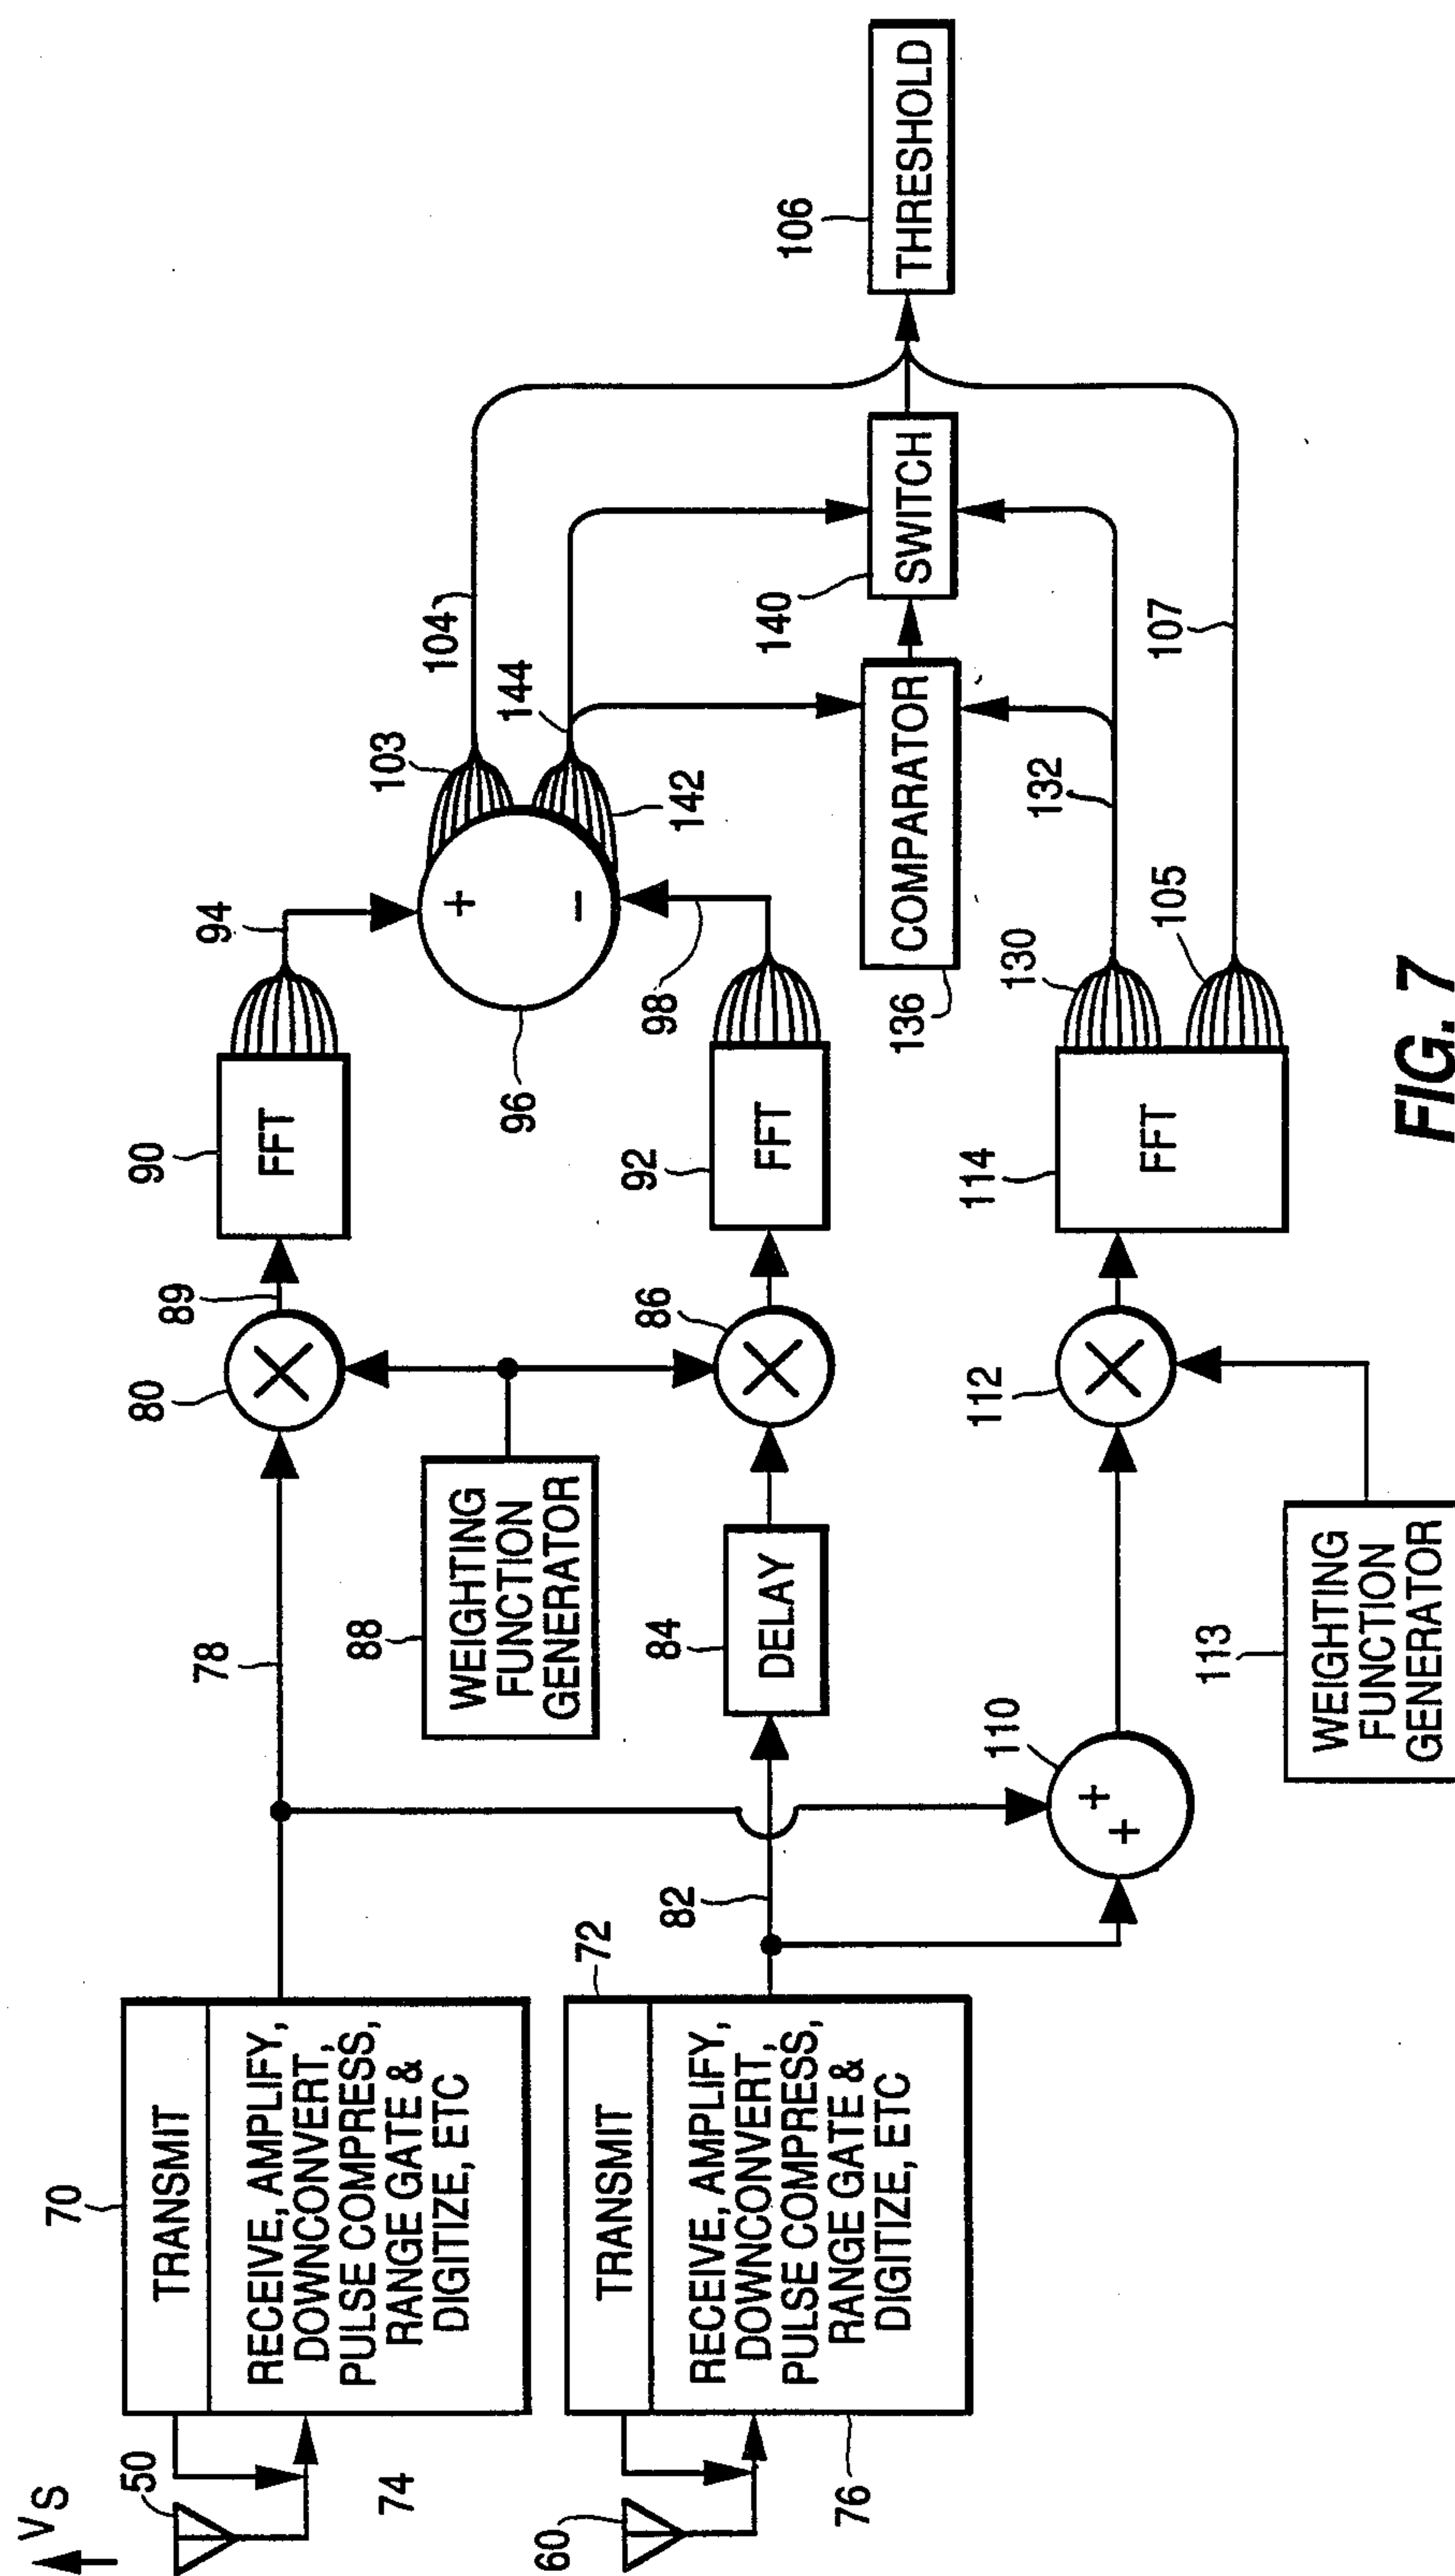 V S
50
70
TRANSMIT
RECEIVE, AMPLIFY,
DOWNCONVERT,
PULSE COMPRESS,
RANGE GATE &
DIGITIZE, ETC
74
78
80
89
90
FFT
94
103
104
+
−
96
144
142
98
88
WEIGHTING
FUNCTION
GENERATOR
60
72
TRANSMIT
RECEIVE, AMPLIFY,
DOWNCONVERT,
PULSE COMPRESS,
RANGE GATE &
DIGITIZE, ETC
76
82
84
DELAY
86
92
FFT
136
COMPARATOR
140
SWITCH
106
THRESHOLD
110
+
+
112
113
WEIGHTING
FUNCTION
GENERATOR
114
FFT
130
132
105
107
FIG. 7